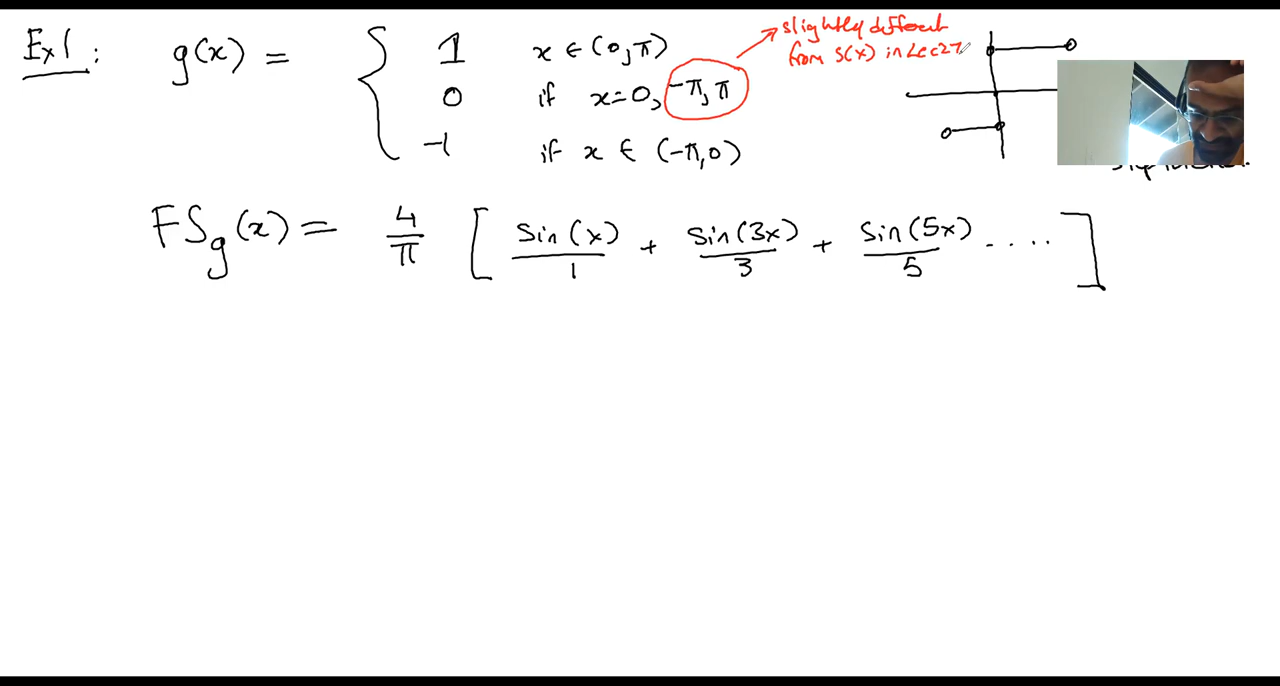 Ex1: g(x) = { 1 x ∈ (0,π)
0 if x=0, -π, π
-1 if x ∈ (-π,0)
slightly different
from s(x) in Lec27
FSg(x) = 4/π [ sin(x)/1 + sin(3x)/3 + sin(5x)/5 .... ]